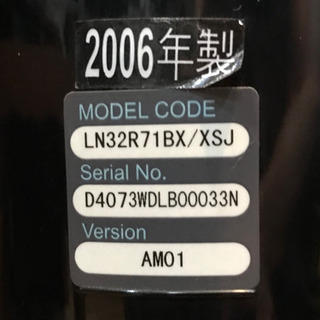 2006年製
MODEL CODE
LN32R71BX/XSJ
Serial No.
D4073WDLB00033N
Version
AM01